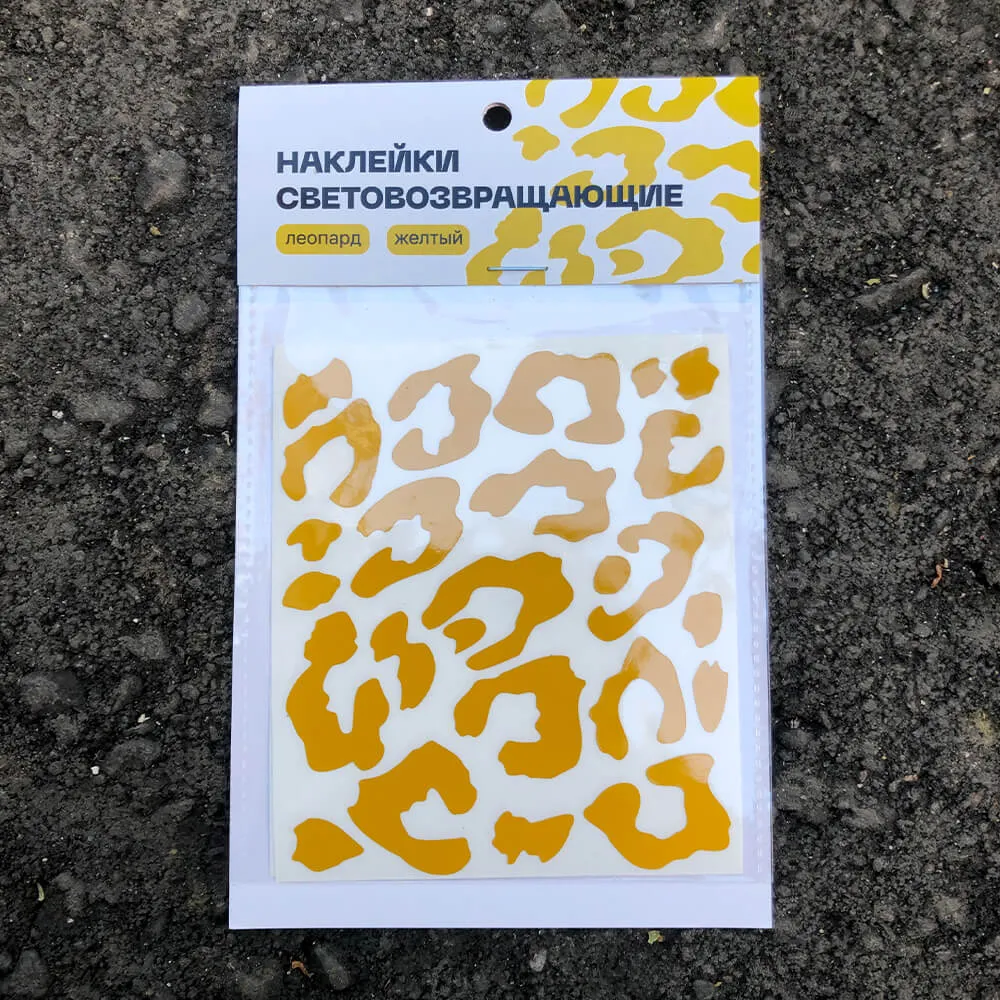 НАКЛЕЙКИ
СВЕТОВОЗВРАЩАЮЩИЕ
леопард желтый